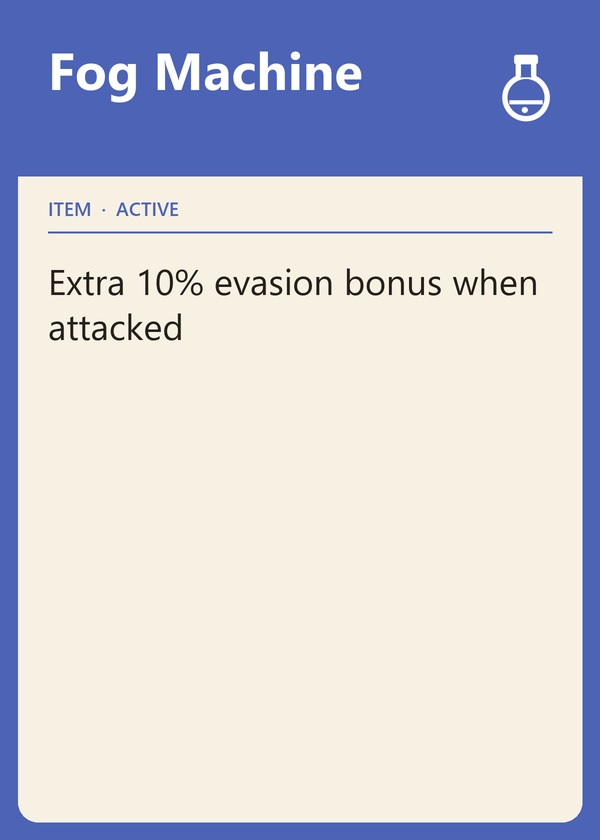 Fog Machine
ITEM · ACTIVE
Extra 10% evasion bonus when
attacked